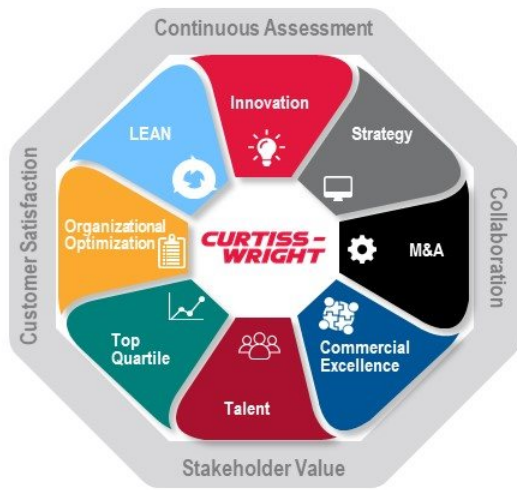 Continuous Assessment
Innovation
LEAN
Strategy
Organizational
Optimization
CURTISS-
WRIGHT
M&A
Customer Satisfaction
Collaboration
Top
Quartile
Commercial
Excellence
Talent
Stakeholder Value